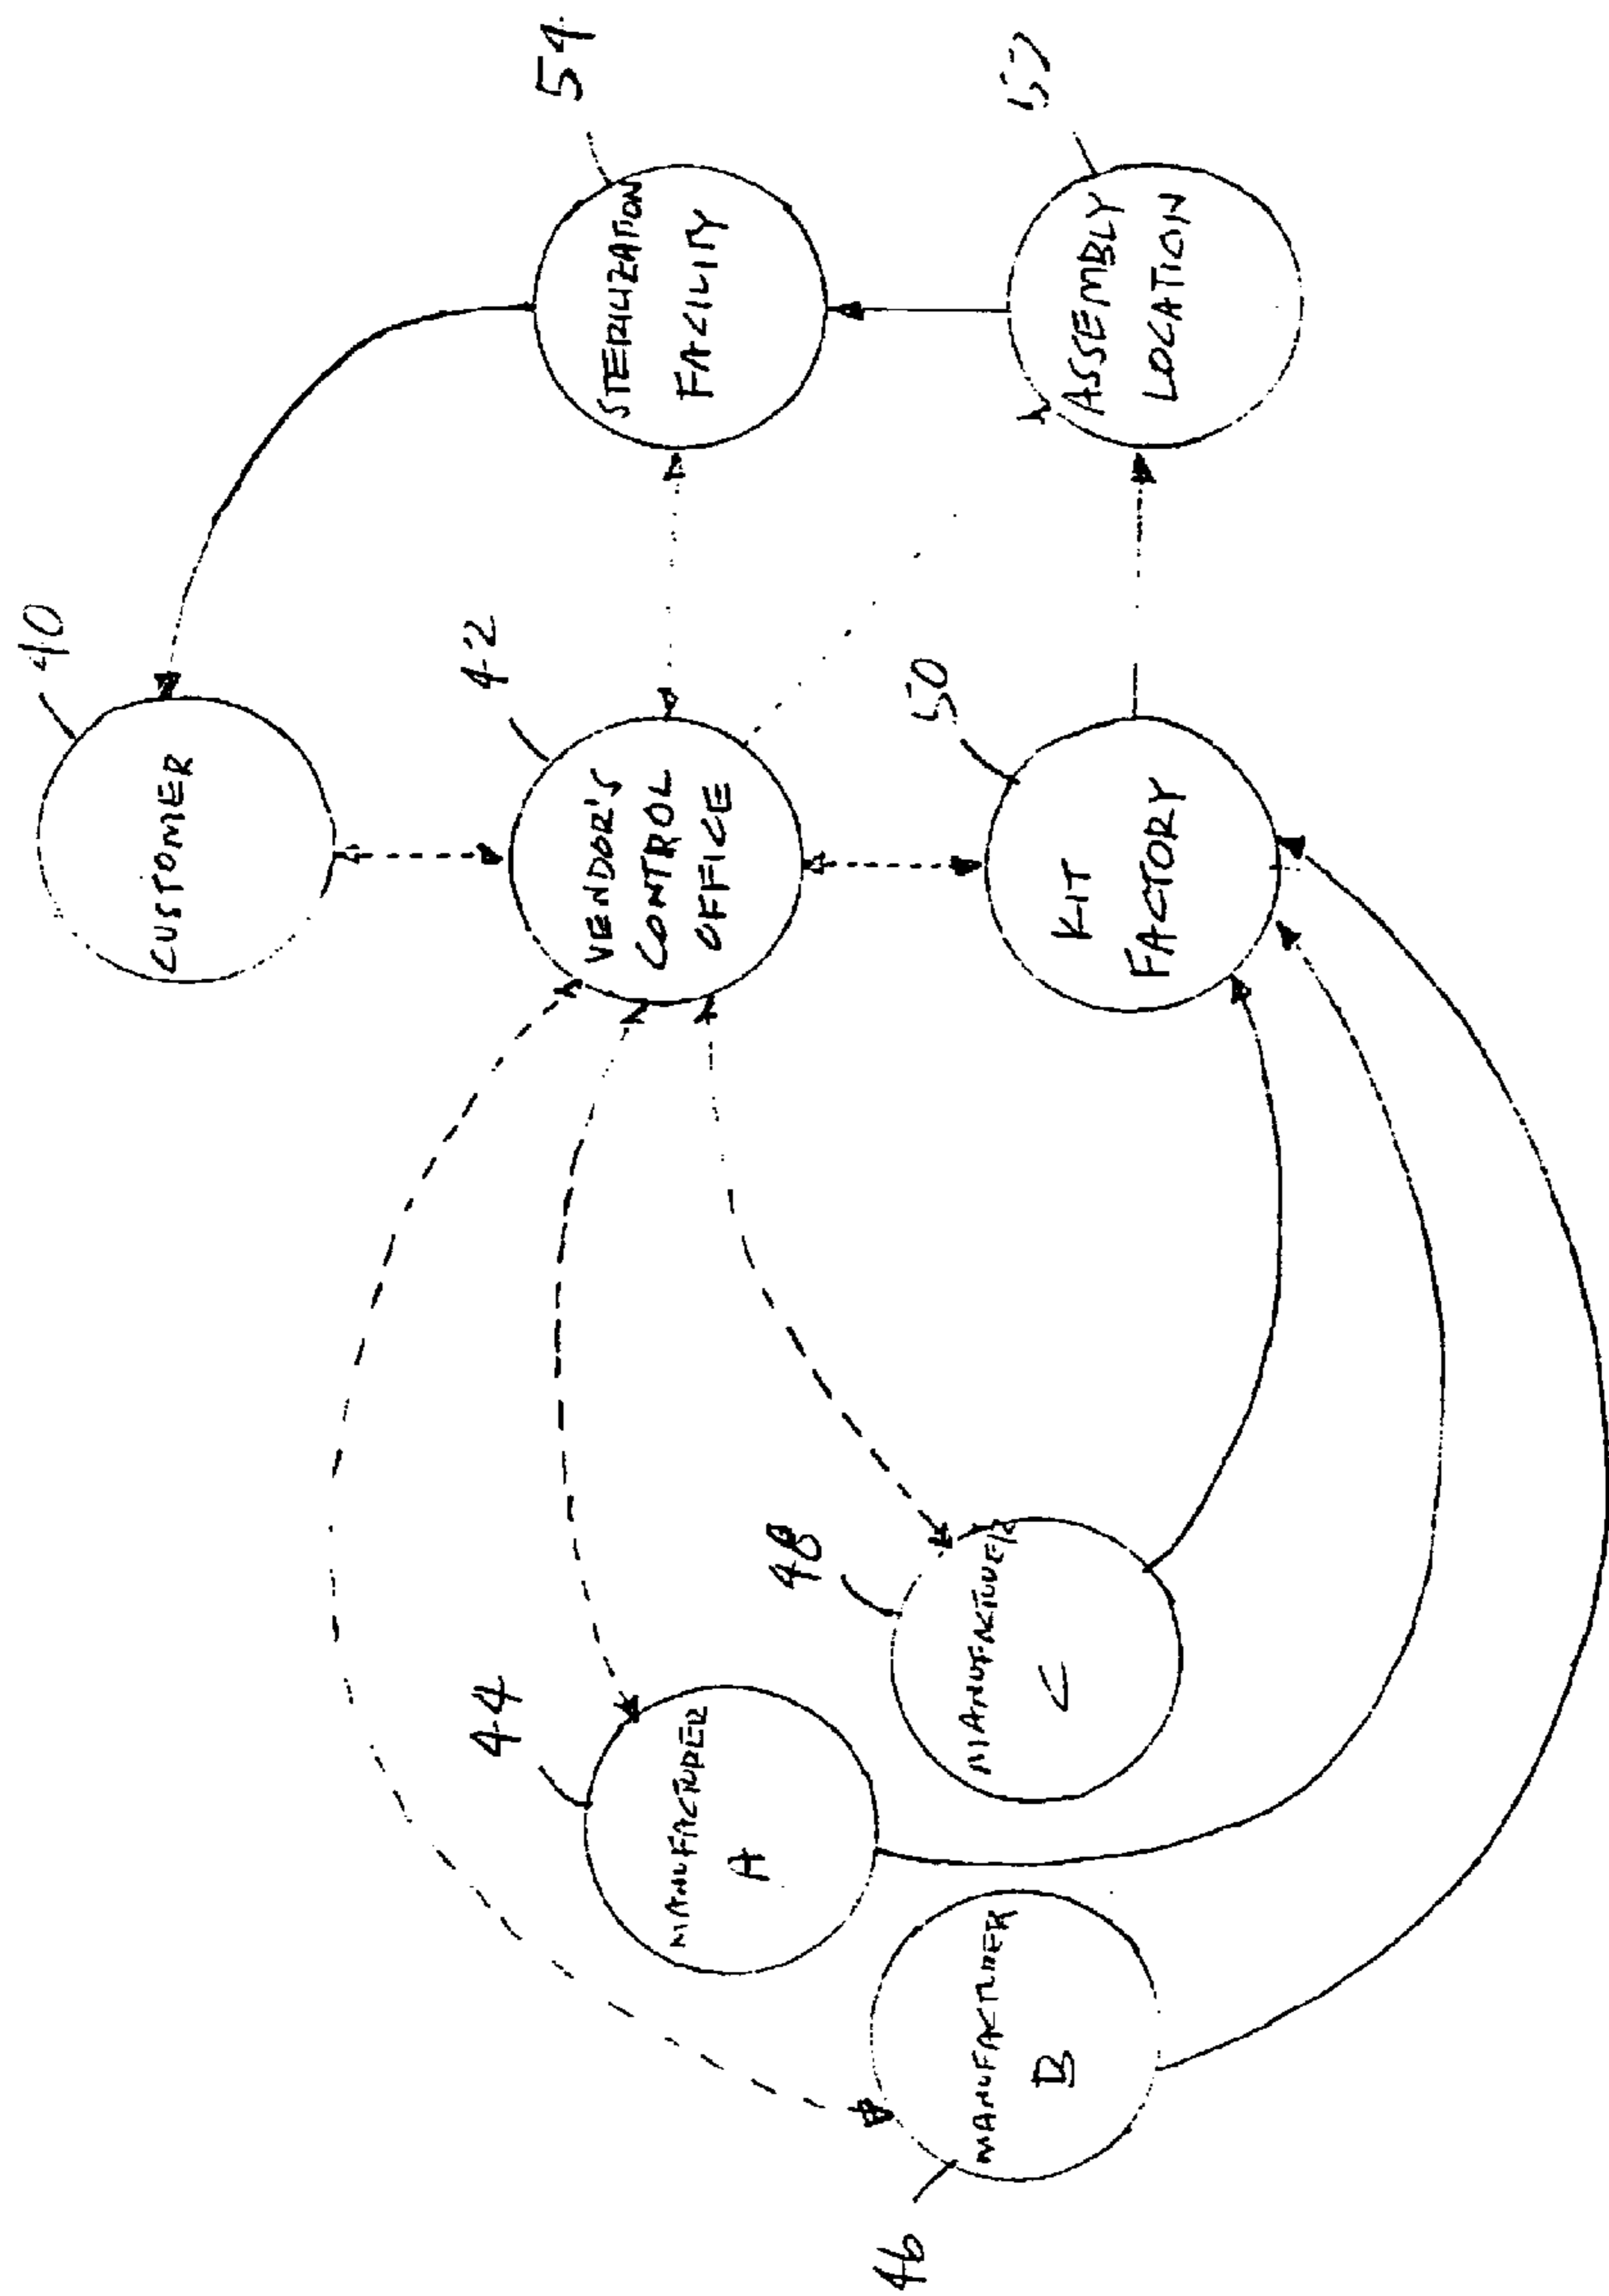 40
CUSTOMER
54
STERILIZATION
FACILITY
42
VENDOR'S
CONTROL
OFFICE
44
MANUFACTURER
A
48
MANUFACTURER
C
46
MANUFACTURER
B
50
KIT
FACTORY
ASSEMBLY
LOCATION